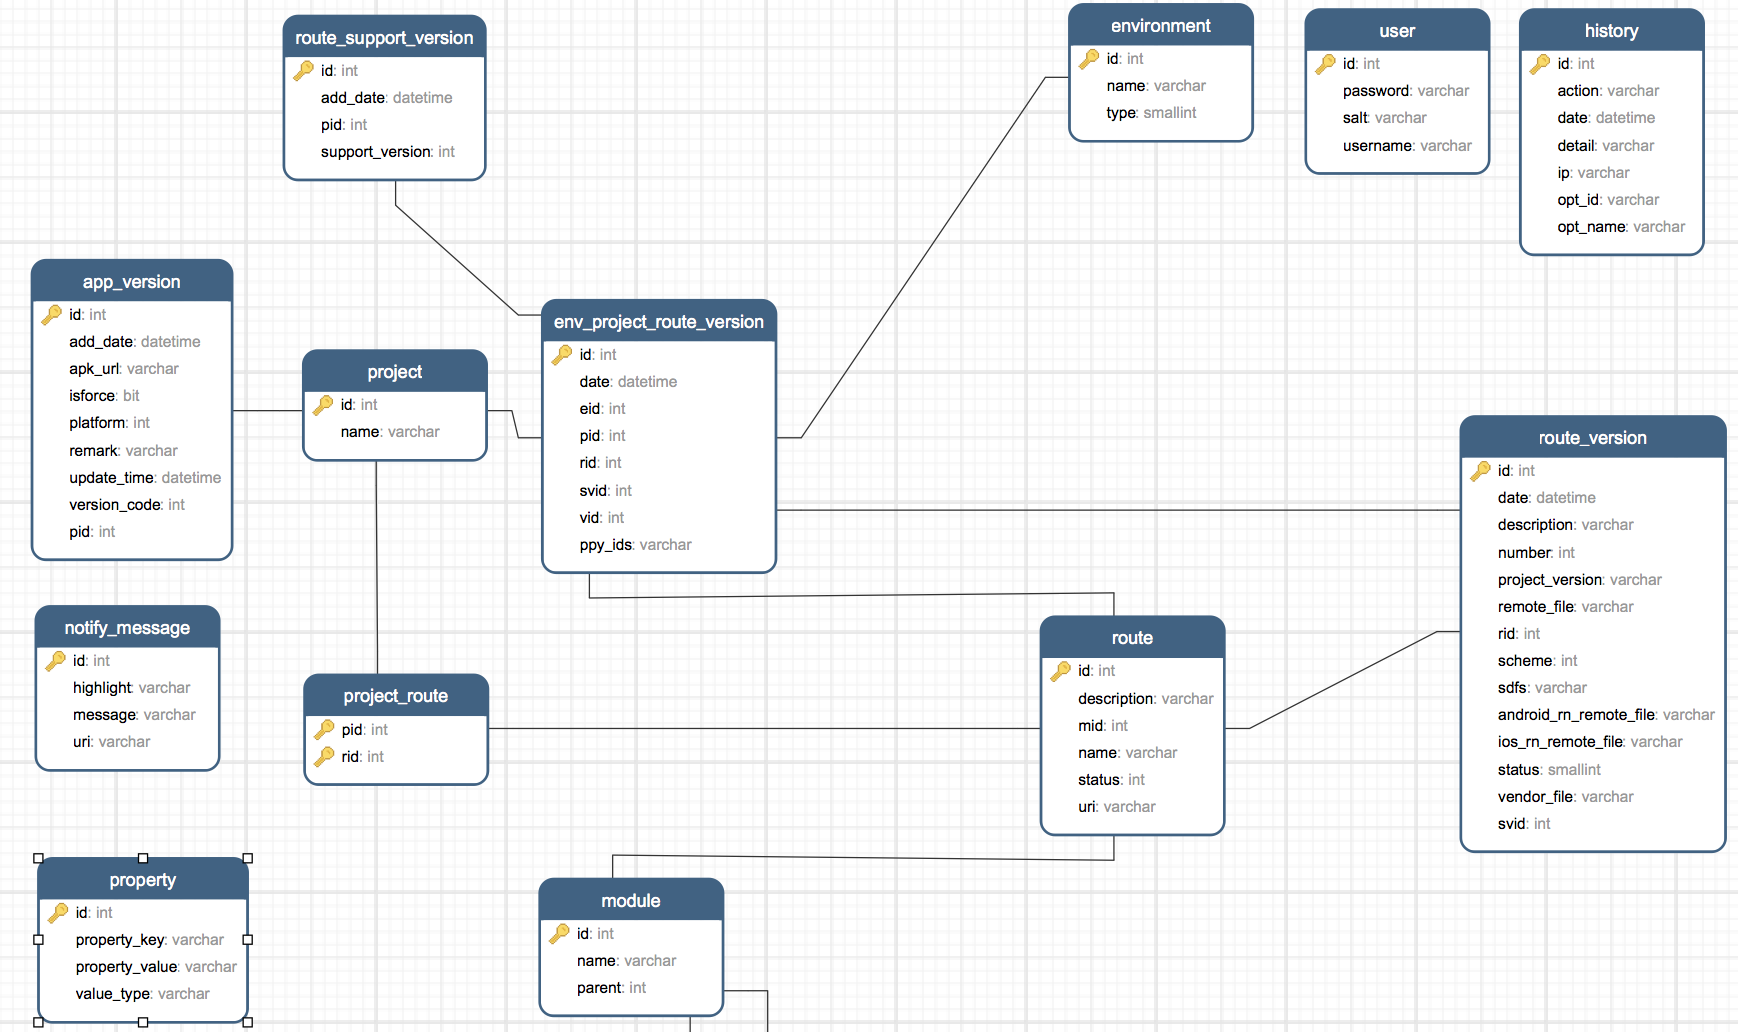 route_support_version
id: int
add_date: datetime
pid: int
support_version: int
environment
id: int
name: varchar
type: smallint
user
id: int
password: varchar
salt: varchar
username: varchar
history
id: int
action: varchar
date: datetime
detail: varchar
ip: varchar
opt_id: varchar
opt_name: varchar
app_version
id: int
add_date: datetime
apk_url: varchar
isforce: bit
platform: int
remark: varchar
update_time: datetime
version_code: int
pid: int
project
id: int
name: varchar
env_project_route_version
id: int
date: datetime
eid: int
pid: int
rid: int
svid: int
vid: int
ppy_ids: varchar
route_version
id: int
date: datetime
description: varchar
number: int
project_version: varchar
remote_file: varchar
rid: int
scheme: int
sdfs: varchar
android_rn_remote_file: varchar
ios_rn_remote_file: varchar
status: smallint
vendor_file: varchar
svid: int
notify_message
id: int
highlight: varchar
message: varchar
uri: varchar
project_route
pid: int
rid: int
route
id: int
description: varchar
mid: int
name: varchar
status: int
uri: varchar
property
id: int
property_key: varchar
property_value: varchar
value_type: varchar
module
id: int
name: varchar
parent: int